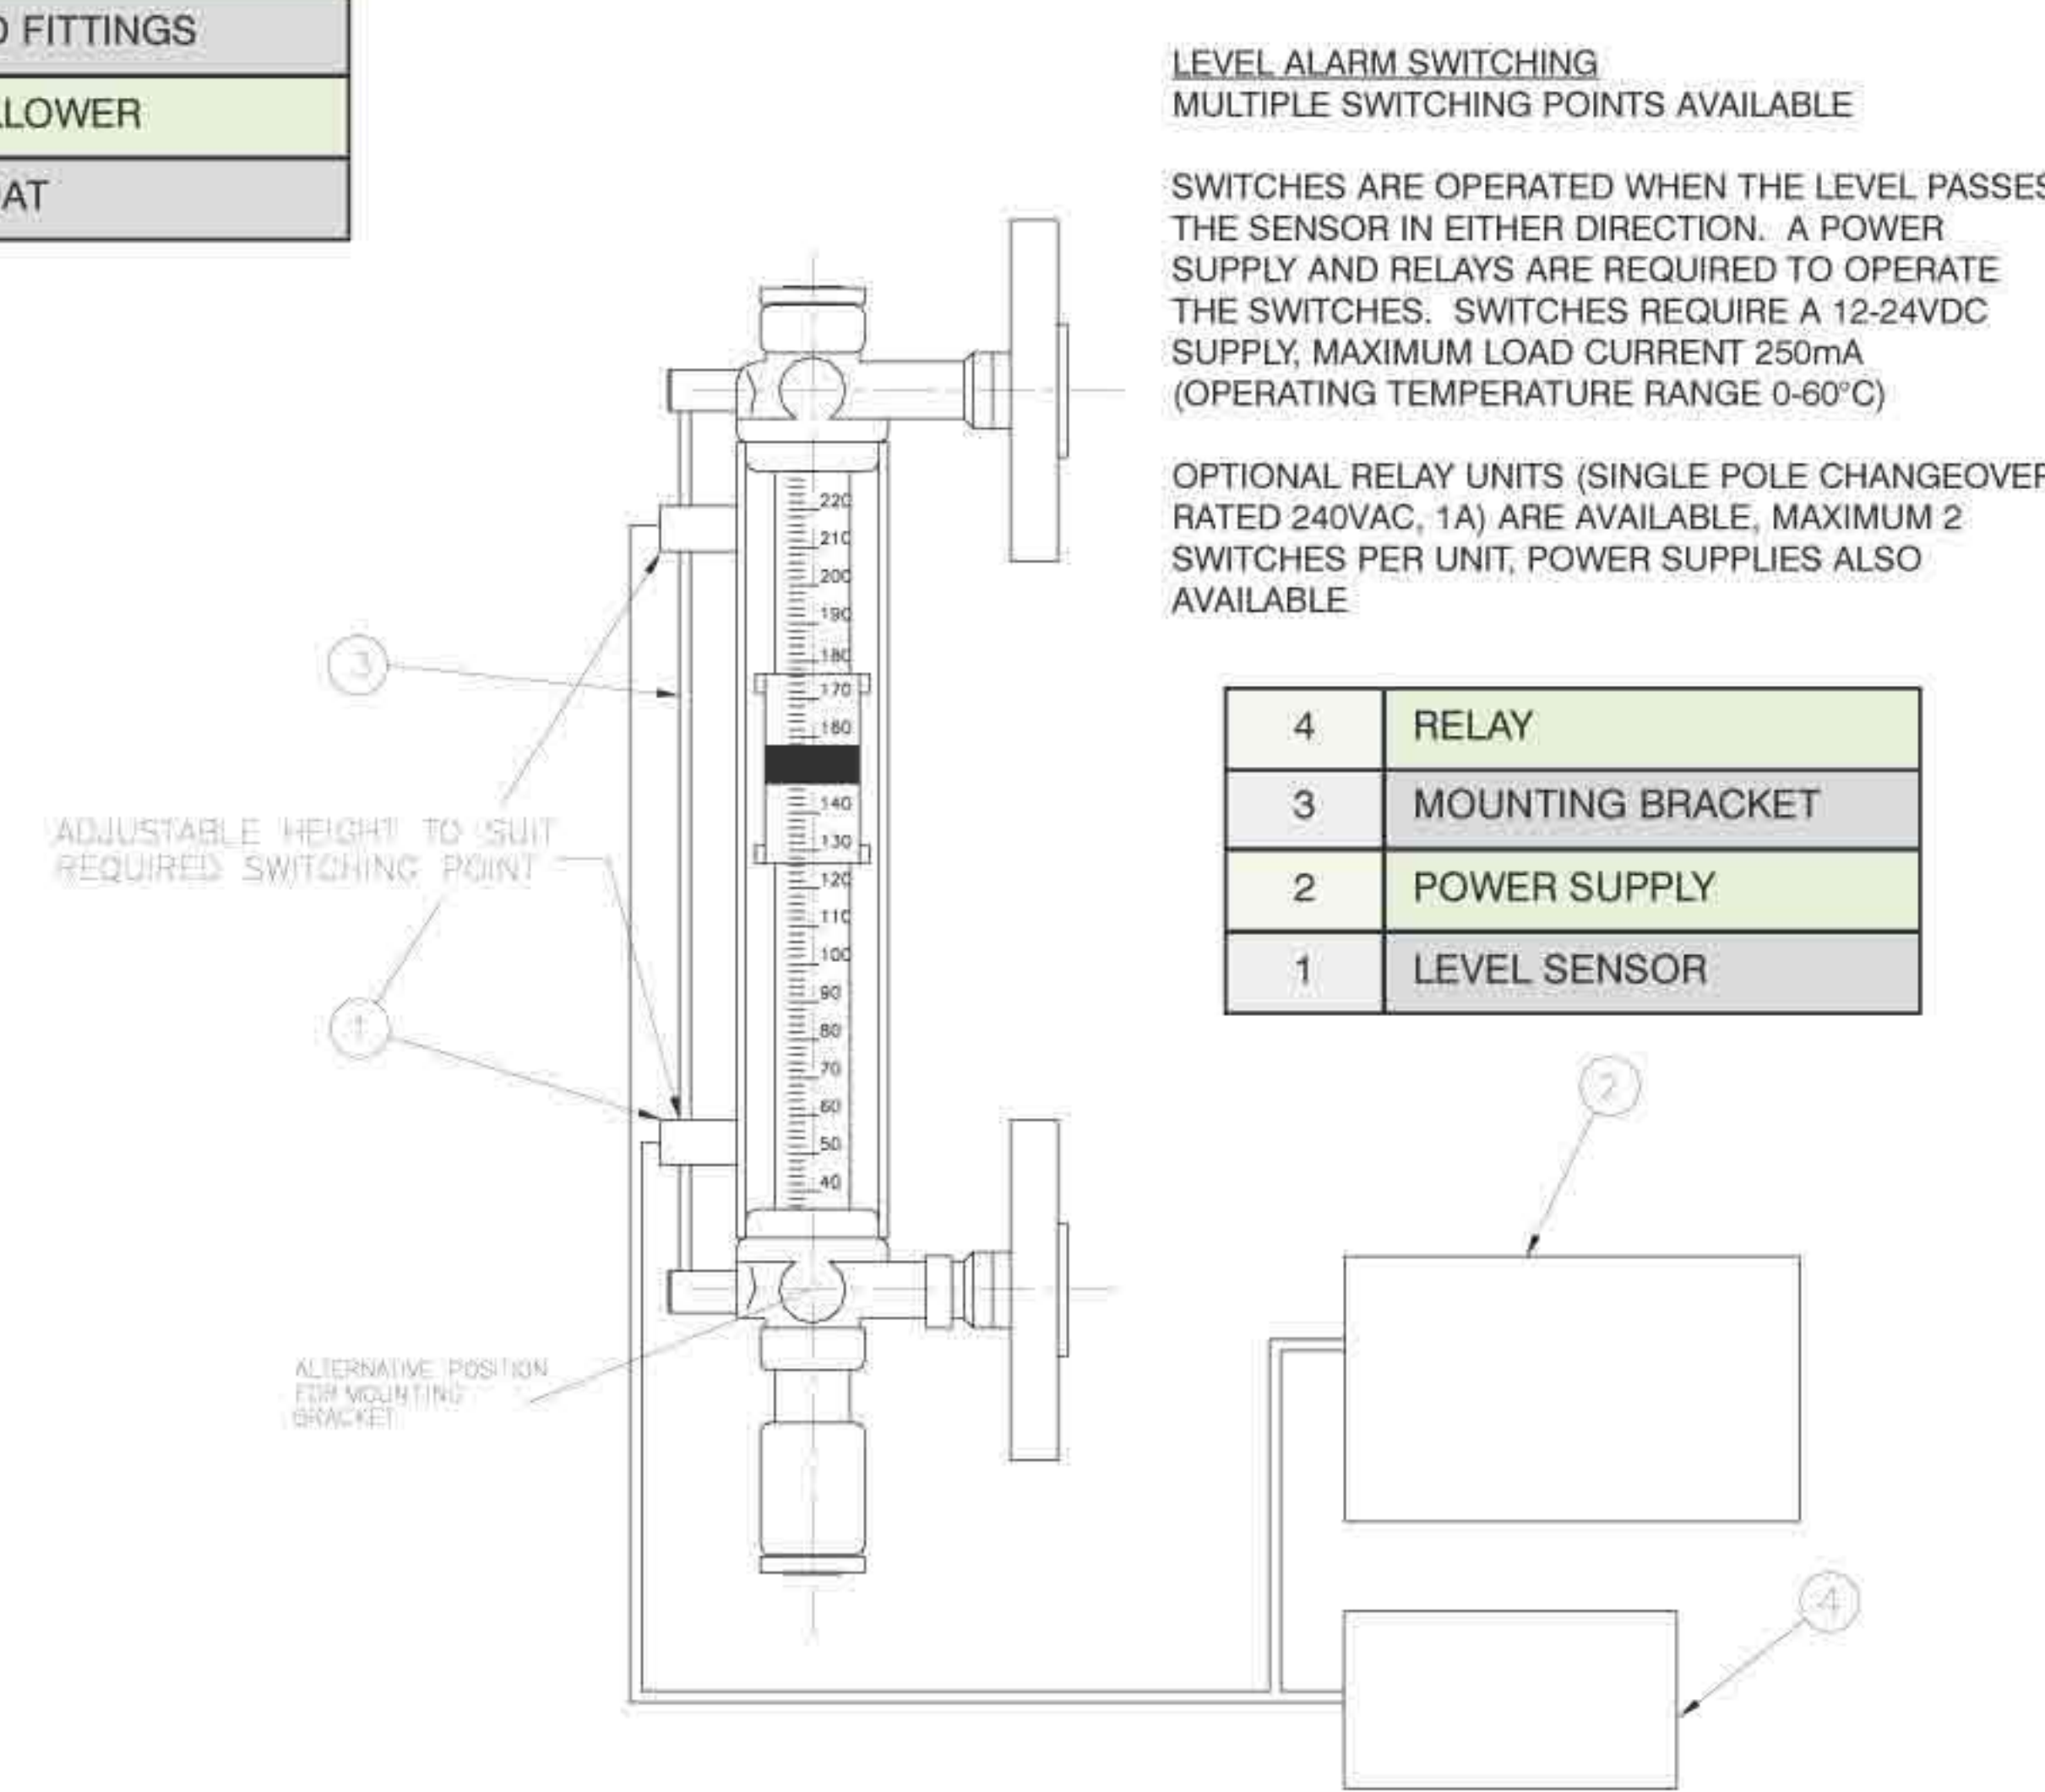 FITTINGS
LEVEL ALARM SWITCHING
MULTIPLE SWITCHING POINTS AVAILABLE
SWITCHES ARE OPERATED WHEN THE LEVEL PASSES
THE SENSOR IN EITHER DIRECTION. A POWER
SUPPLY AND RELAYS ARE REQUIRED TO OPERATE
THE SWITCHES. SWITCHES REQUIRE A 12-24VDC
SUPPLY, MAXIMUM LOAD CURRENT 250mA
(OPERATING TEMPERATURE RANGE 0-60°C)
OPTIONAL RELAY UNITS (SINGLE POLE CHANGEOVER
RATED 240VAC, 1A) ARE AVAILABLE, MAXIMUM 2
SWITCHES PER UNIT, POWER SUPPLIES ALSO
AVAILABLE
220
210
200
190
180
170
160
140
130
120
110
100
90
80
70
60
50
40
3
ADJUSTABLE HEIGHT TO SUIT
REQUIRED SWITCHING POINT
1
ALTERNATIVE POSITION
FOR MOUNTING
BRACKET
4 RELAY
3 MOUNTING BRACKET
2 POWER SUPPLY
1 LEVEL SENSOR
2
4